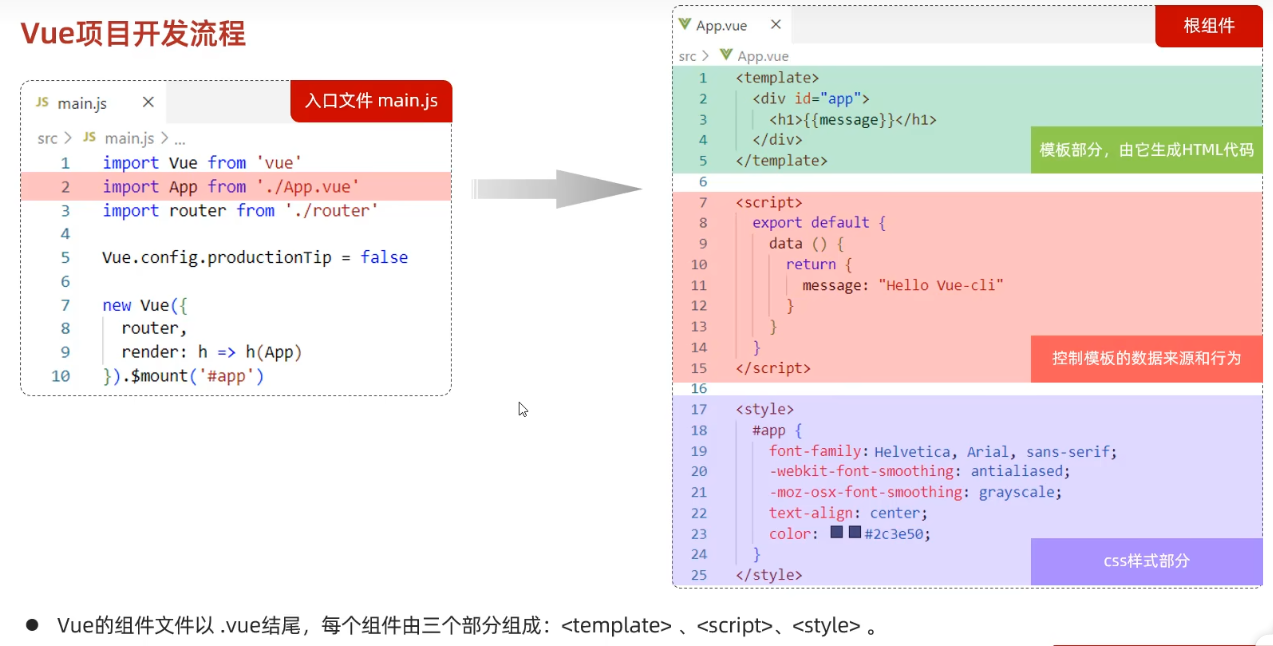 Vue项目开发流程
JS main.js ×
入口文件 main.js
src > JS main.js > ...
1 import Vue from 'vue'
2 import App from './App.vue'
3 import router from './router'
4
5 Vue.config.productionTip = false
6
7 new Vue({
8 router,
9 render: h => h(App)
10 }).$mount('#app')
App.vue ×
根组件
src > App.vue
1 <template>
2 <div id="app">
3 <h1>{{message}}</h1>
4 </div>
5 </template>
模板部分，由它生成HTML代码
6
7 <script>
8 export default {
9 data () {
10 return {
11 message: "Hello Vue-cli"
12 }
13 }
14 }
15 </script>
控制模板的数据来源和行为
16
17 <style>
18 #app {
19 font-family: Helvetica, Arial, sans-serif;
20 -webkit-font-smoothing: antialiased;
21 -moz-osx-font-smoothing: grayscale;
22 text-align: center;
23 color: #2c3e50;
24 }
25 </style>
css样式部分
● Vue的组件文件以 .vue结尾，每个组件由三个部分组成：<template> 、<script>、<style> 。